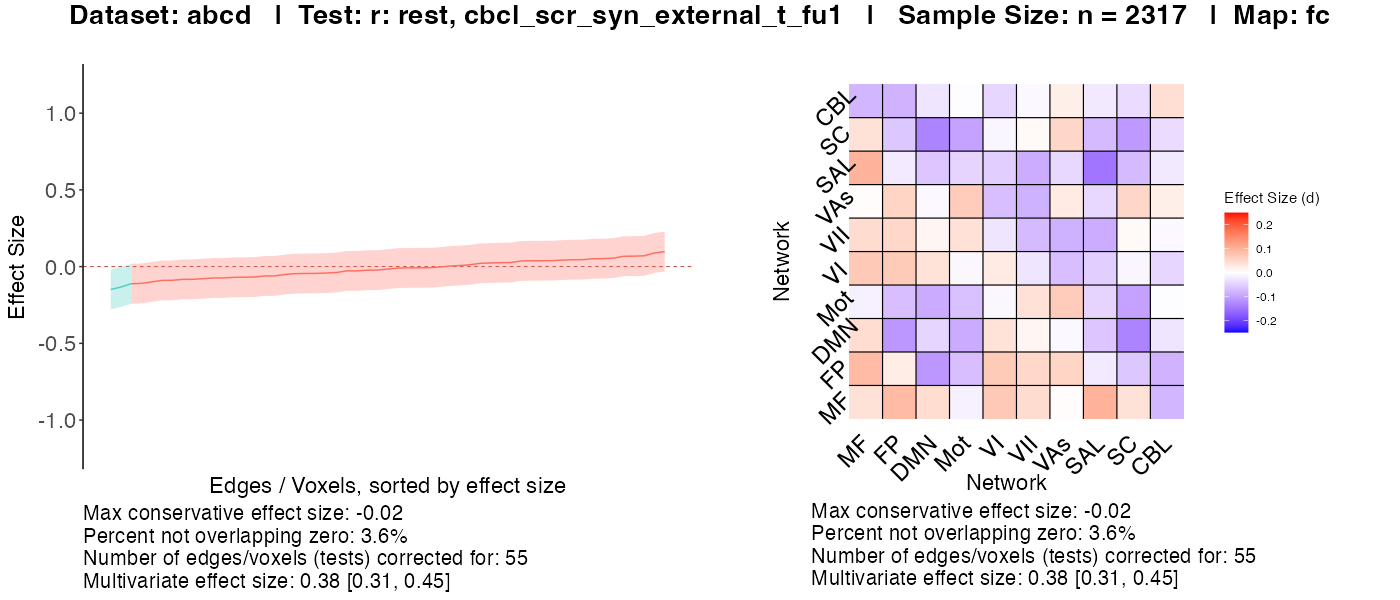 Dataset: abcd | Test: r: rest, cbcl_scr_syn_external_t_fu1 | Sample Size: n = 2317 | Map: fc
Effect Size
1.0
0.5
0.0
-0.5
-1.0
Edges / Voxels, sorted by effect size
Max conservative effect size: -0.02
Percent not overlapping zero: 3.6%
Number of edges/voxels (tests) corrected for: 55
Multivariate effect size: 0.38 [0.31, 0.45]
Network
CBL
SC
SAL
VAs
VII
VI
Mot
DMN
FP
MF
MF FP DMN Mot VI VII VAs SAL SC CBL
Network
Max conservative effect size: -0.02
Percent not overlapping zero: 3.6%
Number of edges/voxels (tests) corrected for: 55
Multivariate effect size: 0.38 [0.31, 0.45]
Effect Size (d)
0.2
0.1
0.0
-0.1
-0.2